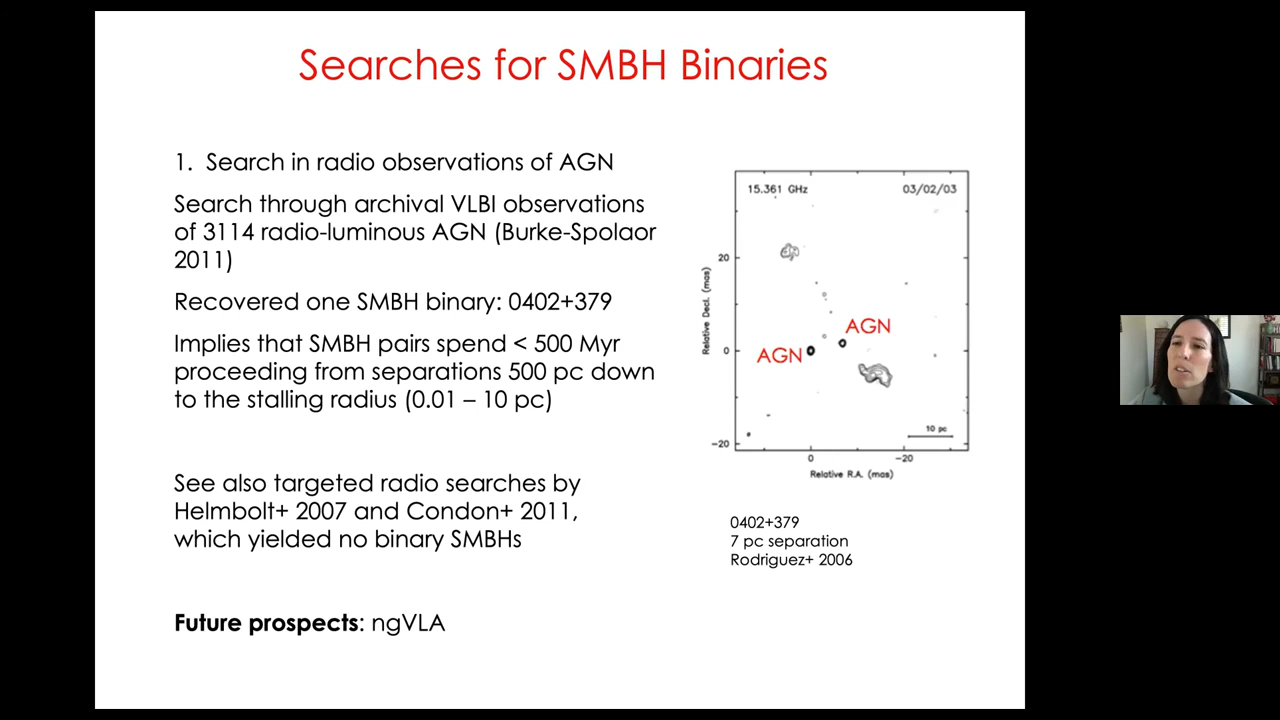 Searches for SMBH Binaries
1. Search in radio observations of AGN
Search through archival VLBI observations
of 3114 radio-luminous AGN (Burke-Spolaor
2011)
Recovered one SMBH binary: 0402+379
Implies that SMBH pairs spend < 500 Myr
proceeding from separations 500 pc down
to the stalling radius (0.01 – 10 pc)
See also targeted radio searches by
Helmbolt+ 2007 and Condon+ 2011,
which yielded no binary SMBHs
Future prospects: ngVLA
15.361 GHz 03/02/03
20
Relative Decl. (mas)
AGN
0
AGN
10 pc
−20
0 −20
Relative R.A. (mas)
0402+379
7 pc separation
Rodriguez+ 2006